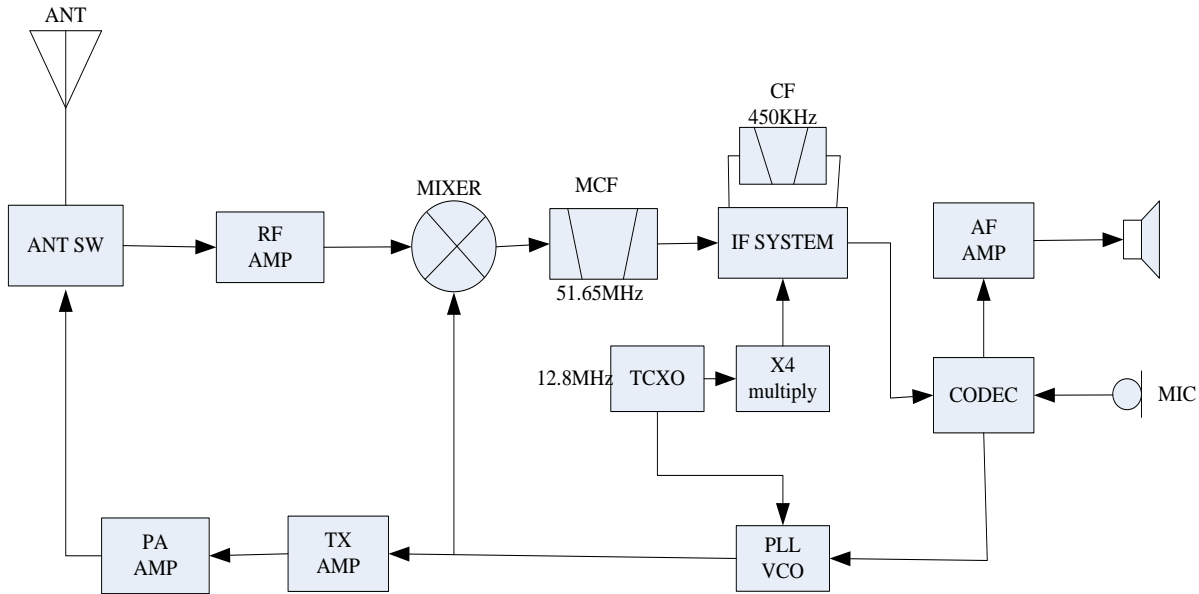 ANT
CF
450KHz
MIXER
MCF
ANT SW
RF
AMP
IF SYSTEM
AF
AMP
51.65MHz
12.8MHz
TCXO
X4
multiply
CODEC
MIC
PA
AMP
TX
AMP
PLL
VCO